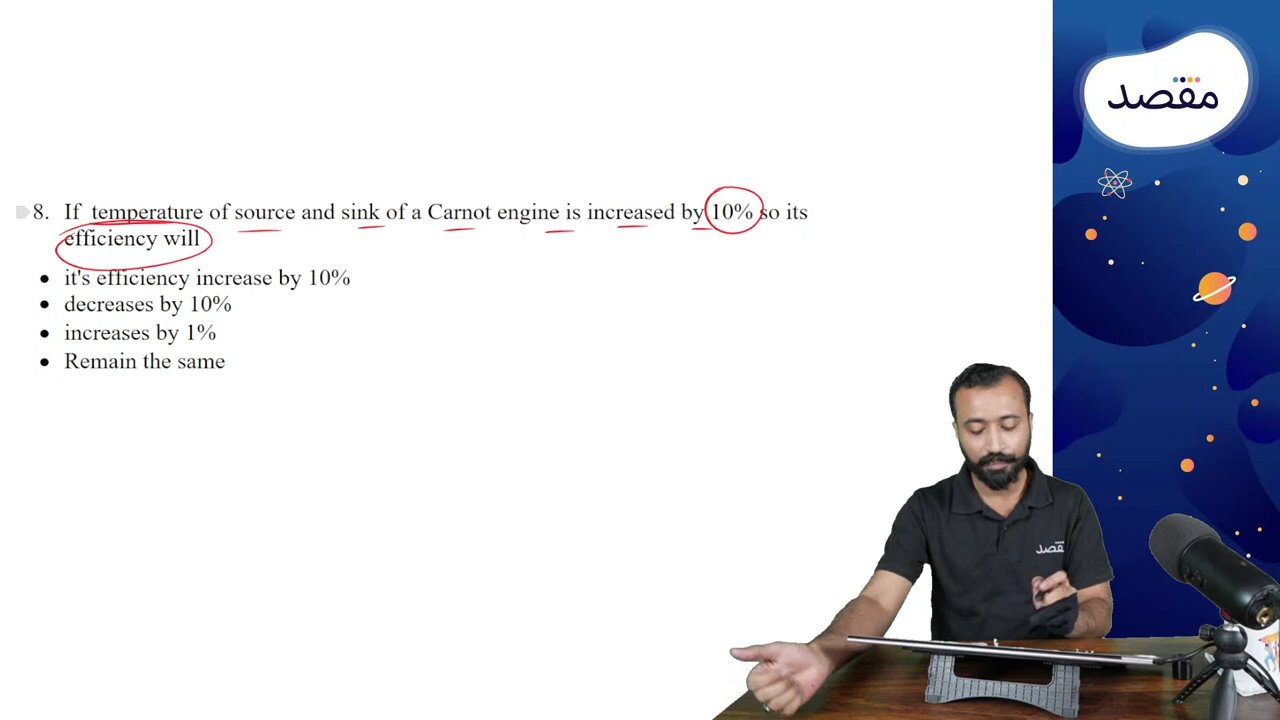 مقصد
8. If temperature of source and sink of a Carnot engine is increased by 10% so its
efficiency will
• it's efficiency increase by 10%
• decreases by 10%
• increases by 1%
• Remain the same
مقصد